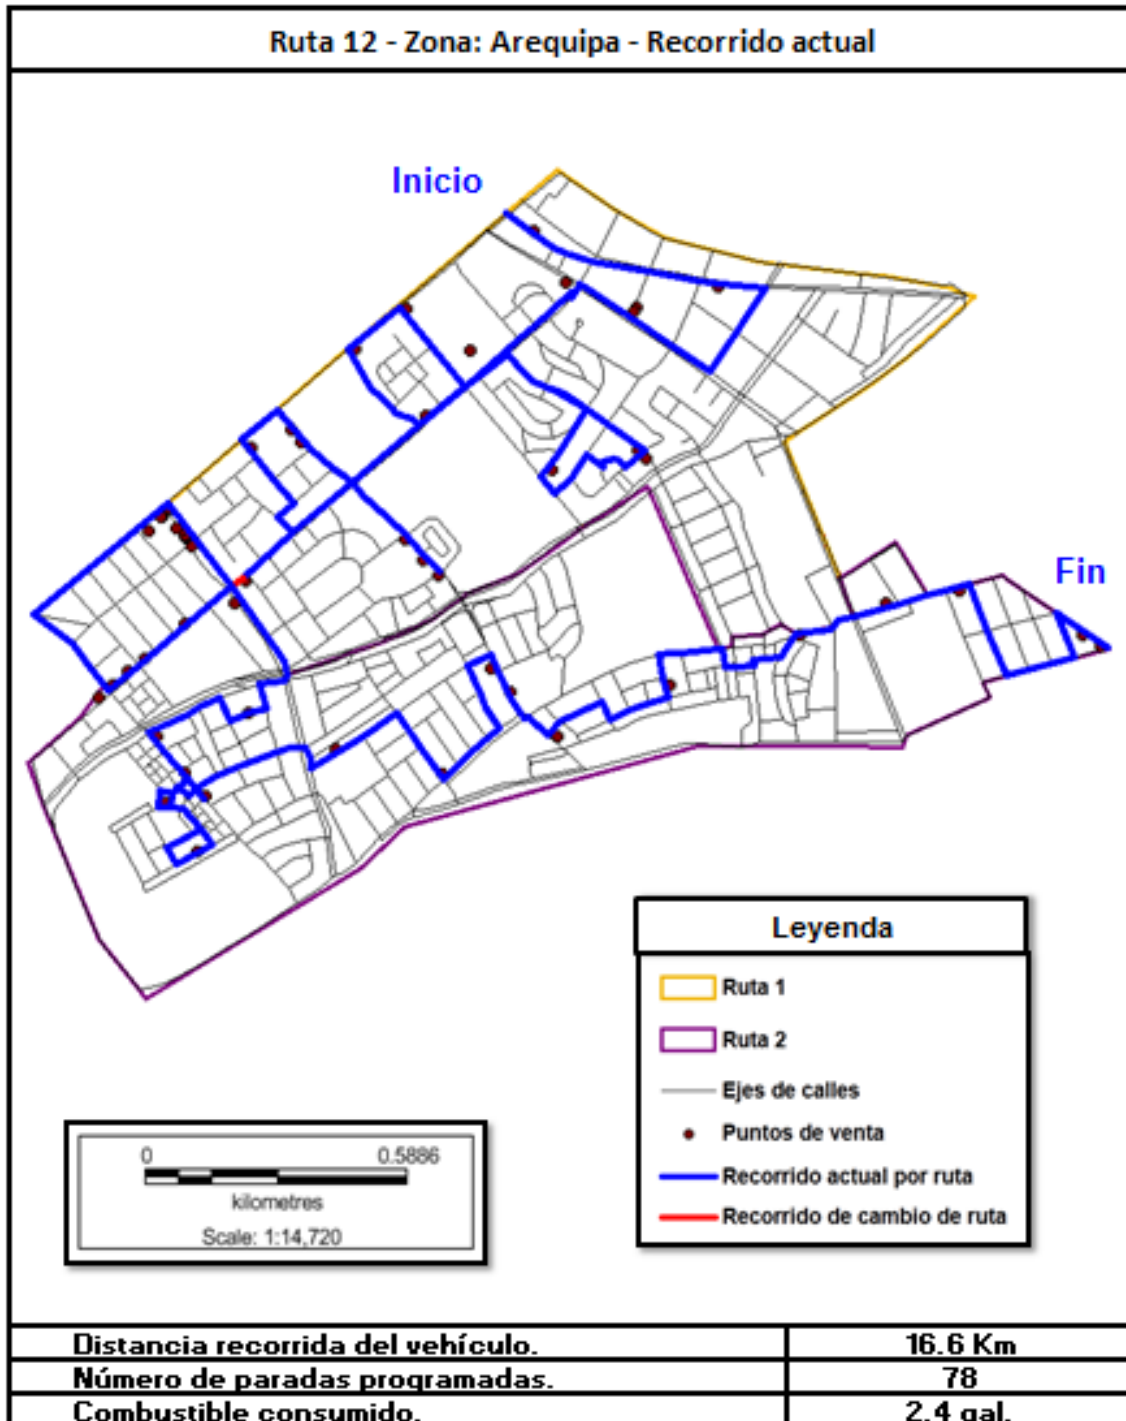 Ruta 12 - Zona: Arequipa - Recorrido actual
Inicio
Fin
Leyenda
Ruta 1
Ruta 2
Ejes de calles
Puntos de venta
Recorrido actual por ruta
Recorrido de cambio de ruta
0 0.5886
kilometres
Scale: 1:14,720
Distancia recorrida del vehículo. 16.6 Km
Número de paradas programadas. 78
Combustible consumido. 2.4 gal.